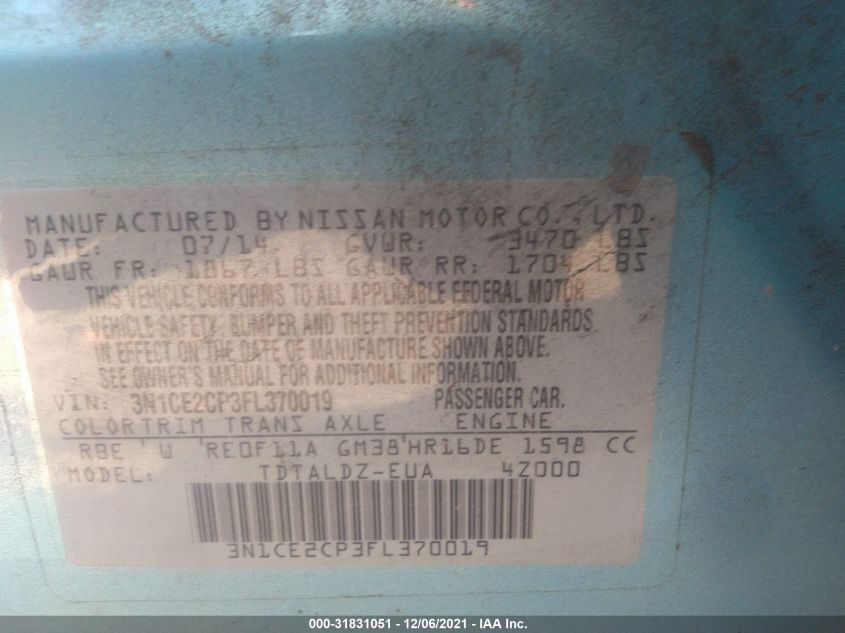 MANUFACTURED BY NISSAN MOTOR CO., LTD.
DATE: 07/14 GVWR: 3470 LBS
GAWR FR: 1867 LBS GAWR RR: 1704 LBS
THIS VEHICLE CONFORMS TO ALL APPLICABLE FEDERAL MOTOR
VEHICLE SAFETY, BUMPER AND THEFT PREVENTION STANDARDS
IN EFFECT ON THE DATE OF MANUFACTURE SHOWN ABOVE.
SEE OWNER'S MANUAL FOR ADDITIONAL INFORMATION.
VIN: 3N1CE2CP3FL370019 PASSENGER CAR.
COLOR TRIM TRANS AXLE ENGINE
RBE ' W 'RE0F11A GM38'HR16DE 1598 CC
MODEL: TDTALDZ-EUA 4Z000
3N1CE2CP3FL370019
000-31831051 - 12/06/2021 - IAA Inc.